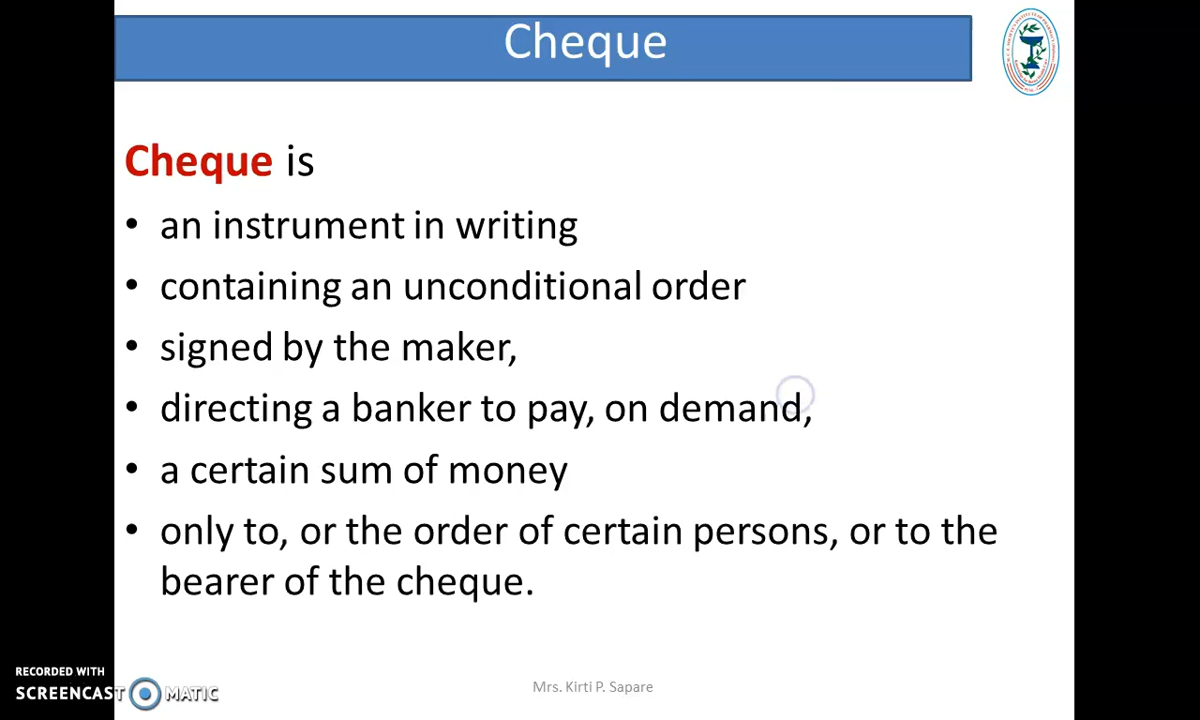 Cheque
Cheque is
• an instrument in writing
• containing an unconditional order
• signed by the maker,
• directing a banker to pay, on demand,
• a certain sum of money
• only to, or the order of certain persons, or to the
bearer of the cheque.
RECORDED WITH
SCREENCAST MATIC
Mrs. Kirti P. Sapare